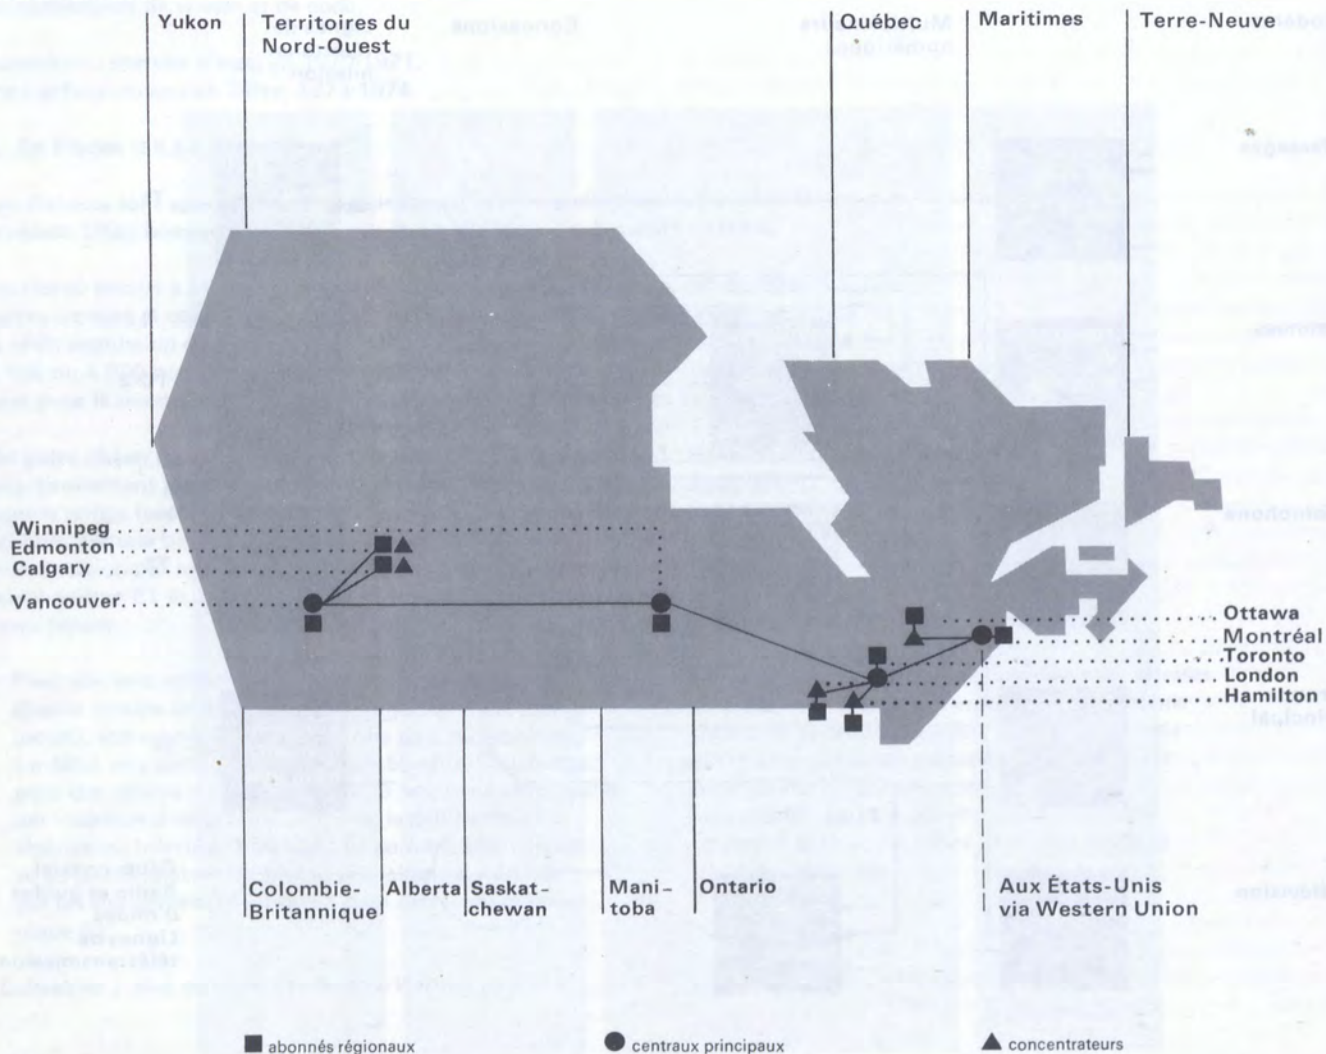 Yukon
Territoires du
Nord-Ouest
Québec
Maritimes
Terre-Neuve
Winnipeg
Edmonton
Calgary
Vancouver
Ottawa
Montréal
Toronto
London
Hamilton
Colombie-
Britannique
Alberta
Saskat-
chewan
Mani-
toba
Ontario
Aux États-Unis
via Western Union
abonnés régionaux
centraux principaux
concentrateurs